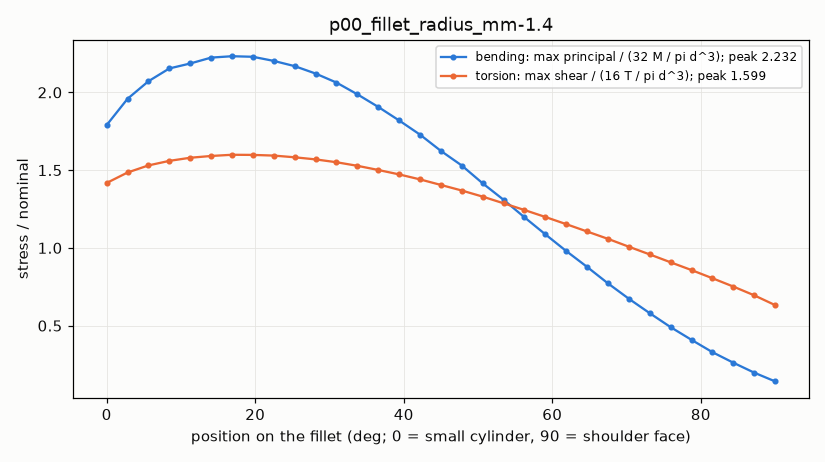 p00_fillet_radius_mm-1.4
bending: max principal / (32 M / pi d^3); peak 2.232
torsion: max shear / (16 T / pi d^3); peak 1.599
stress / nominal
2.0
1.5
1.0
0.5
0 20 40 60 80
position on the fillet (deg; 0 = small cylinder, 90 = shoulder face)